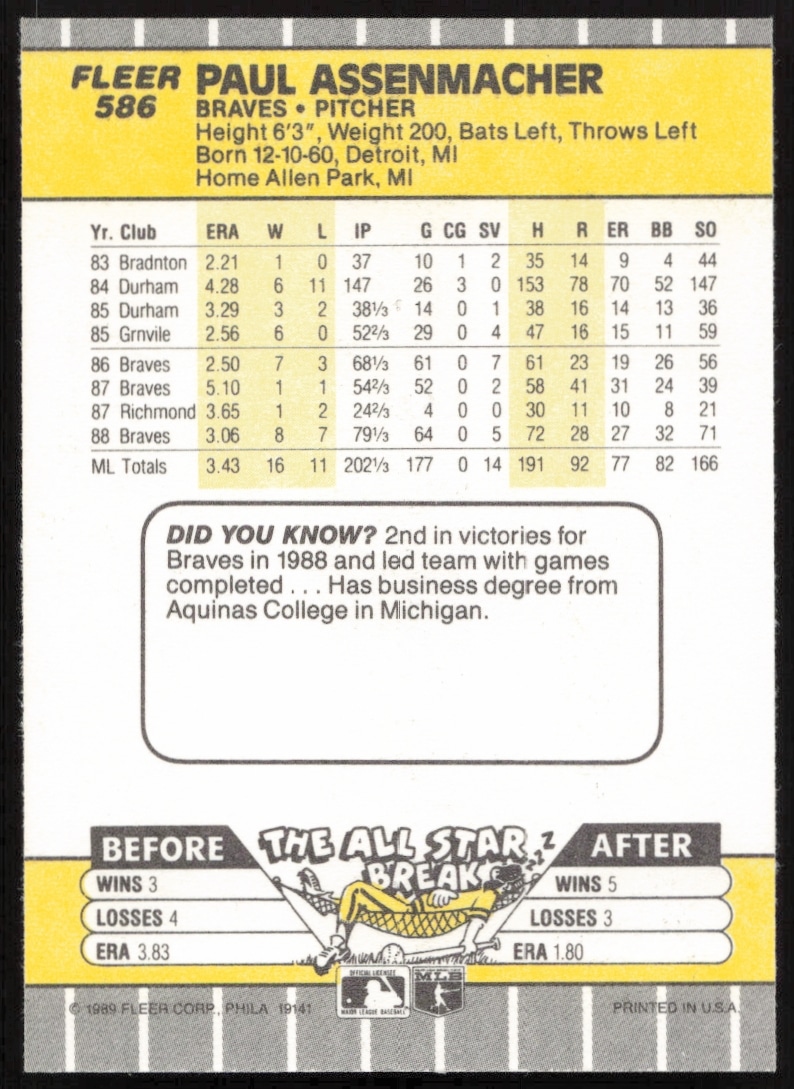 FLEER PAUL ASSENMACHER
586 BRAVES • PITCHER
Height 6'3", Weight 200, Bats Left, Throws Left
Born 12-10-60, Detroit, MI
Home Allen Park, MI
Yr. Club ERA W L IP G CG SV H R ER BB SO
83 Bradnton 2.21 1 0 37 10 1 2 35 14 9 4 44
84 Durham 4.28 6 11 147 26 3 0 153 78 70 52 147
85 Durham 3.29 3 2 38⅓ 14 0 1 38 16 14 13 36
85 Grnvile 2.56 6 0 52⅔ 29 0 4 47 16 15 11 59
86 Braves 2.50 7 3 68⅓ 61 0 7 61 23 19 26 56
87 Braves 5.10 1 1 54⅔ 52 0 2 58 41 31 24 39
87 Richmond 3.65 1 2 24⅔ 4 0 0 30 11 10 8 21
88 Braves 3.06 8 7 79⅓ 64 0 5 72 28 27 32 71
ML Totals 3.43 16 11 202⅓ 177 0 14 191 92 77 82 166
DID YOU KNOW? 2nd in victories for
Braves in 1988 and led team with games
completed . . . Has business degree from
Aquinas College in Michigan.
BEFORE THE ALL STAR BREAK ZZZ AFTER
WINS 3 WINS 5
LOSSES 4 LOSSES 3
ERA 3.83 ERA 1.80
OFFICIAL LICENSEE
MAJOR LEAGUE BASEBALL
MLB
© 1989 FLEER CORP., PHILA 19141 PRINTED IN U.S.A.